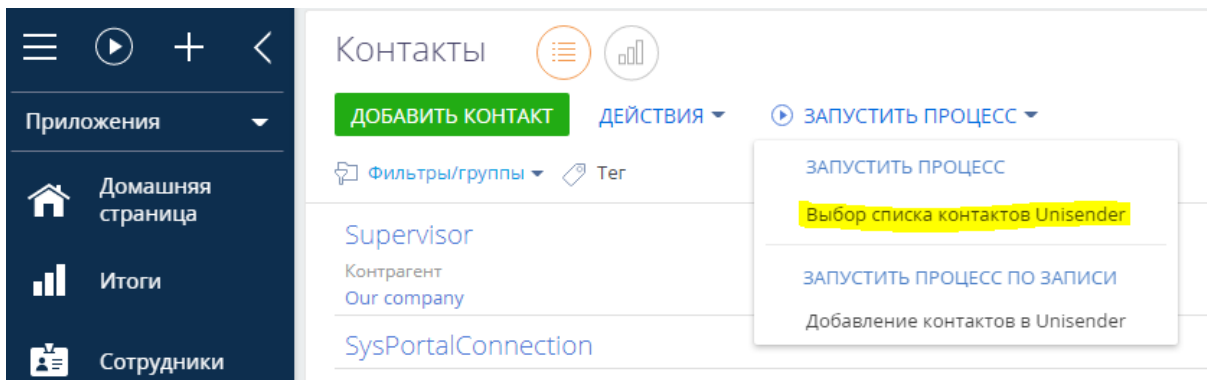 Приложения
Домашняя
страница
Итоги
Сотрудники
Контакты
ДОБАВИТЬ КОНТАКТ
ДЕЙСТВИЯ
ЗАПУСТИТЬ ПРОЦЕСС
Фильтры/группы
Тег
Supervisor
Контрагент
Our company
SysPortalConnection
ЗАПУСТИТЬ ПРОЦЕСС
Выбор списка контактов Unisender
ЗАПУСТИТЬ ПРОЦЕСС ПО ЗАПИСИ
Добавление контактов в Unisender